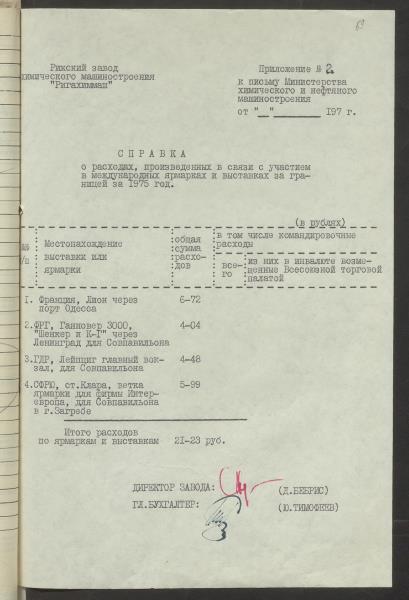 69
Рижский завод
химического машиностроения
"Ригахиммаш"
Приложение № 2
к письму Министерства
химического и нефтяного
машиностроения
от "__"________ 197 г.
СПРАВКА
о расходах, произведенных в связи с участием
в международных ярмарках и выставках за гра-
ницей за 1975 год.
(в рублях)
№№ п/п
Местонахождение
выставки или
ярмарки
общая
сумма
расхо-
дов
в том числе командировочные
расходы
все-
го
из них в инвалюте возме-
щенные Всесоюзной торговой
палатой
1. Франция, Лион через 6-72
порт Одесса
2. ФРГ, Ганновер 3000, 4-04
"Шенкер и К-Г" через
Ленинград для Совпавильона
3. ГДР, Лейпциг главный вок- 4-48
зал, для Совпавильона
4. СФРЮ, ст.Клара, ветка 5-99
ярмарки для фирмы Интер-
европа, для Совпавильона
в г.Загребе
Итого расходов
по ярмаркам и выставкам 21-23 руб.
ДИРЕКТОР ЗАВОДА: (Д.БЕБРИС)
ГЛ.БУХГАЛТЕР: (Ю.ТИМОФЕЕВ)